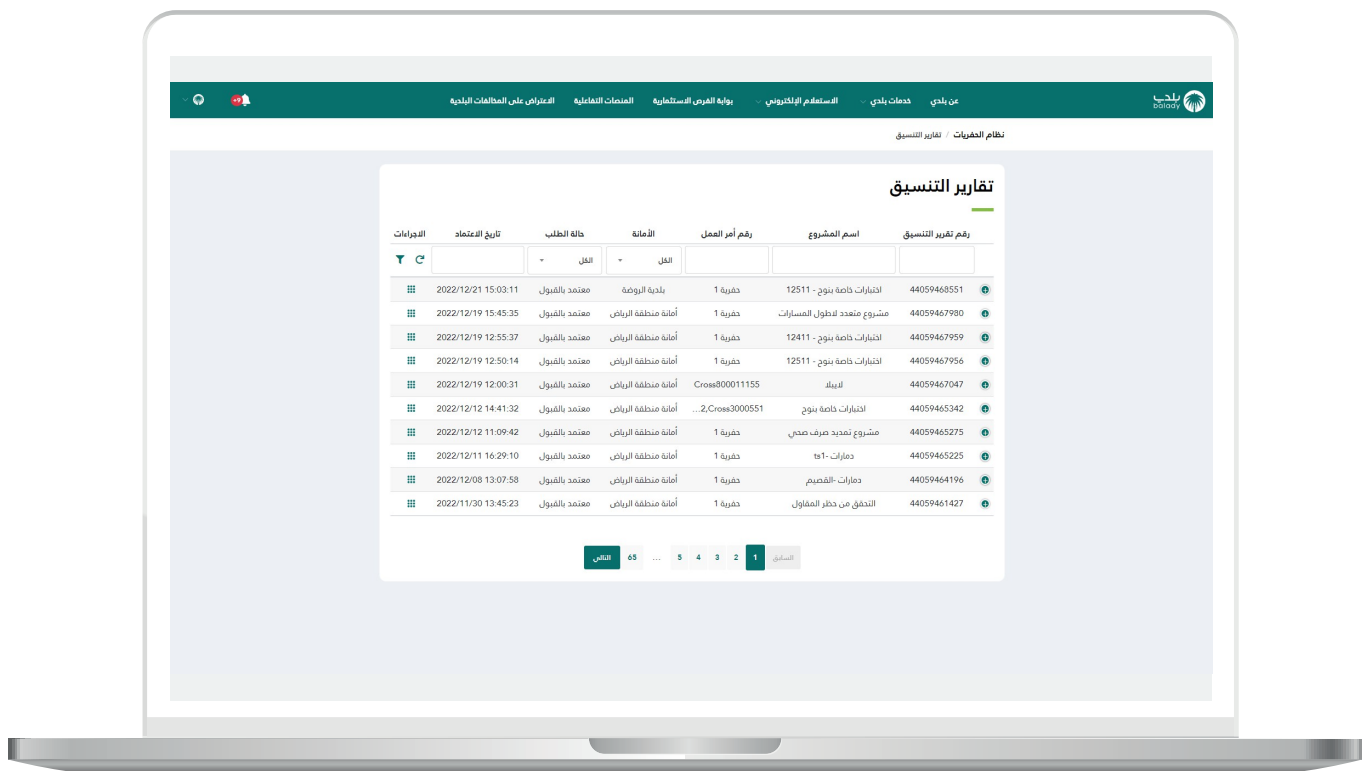 بلدي
balady
عن بلدي خدمات بلدي الاستعلام الإلكتروني بوابة الفرص الاستثمارية المنصات التفاعلية الاعتراض على المخالفات البلدية
+9
نظام الحفريات / تقارير التنسيق
تقارير التنسيق
رقم تقرير التنسيق اسم المشروع رقم أمر العمل الأمانة حالة الطلب تاريخ الاعتماد الاجراءات
الكل الكل
44059468551 اختبارات خاصة بنوح - 12511 حفرية 1 بلدية الروضة معتمد بالقبول 2022/12/21 15:03:11
44059467980 مشروع متعدد لاطول المسارات حفرية 1 أمانة منطقة الرياض معتمد بالقبول 2022/12/19 15:45:35
44059467959 اختبارات خاصة بنوح - 12411 حفرية 1 أمانة منطقة الرياض معتمد بالقبول 2022/12/19 12:55:37
44059467956 اختبارات خاصة بنوح - 12511 حفرية 1 أمانة منطقة الرياض معتمد بالقبول 2022/12/19 12:50:14
44059467047 لايبلا Cross800011155 أمانة منطقة الرياض معتمد بالقبول 2022/12/19 12:00:31
44059465342 اختبارات خاصة بنوح 2,Cross3000551... أمانة منطقة الرياض معتمد بالقبول 2022/12/12 14:41:32
44059465275 مشروع تمديد صرف صحي حفرية 1 أمانة منطقة الرياض معتمد بالقبول 2022/12/12 11:09:42
44059465225 دمارات -ts1 حفرية 1 أمانة منطقة الرياض معتمد بالقبول 2022/12/11 16:29:10
44059464196 دمارات -القصيم حفرية 1 أمانة منطقة الرياض معتمد بالقبول 2022/12/08 13:07:58
44059461427 التحقق من حظر المقاول حفرية 1 أمانة منطقة الرياض معتمد بالقبول 2022/11/30 13:45:23
السابق 1 2 3 4 5 ... 65 التالي